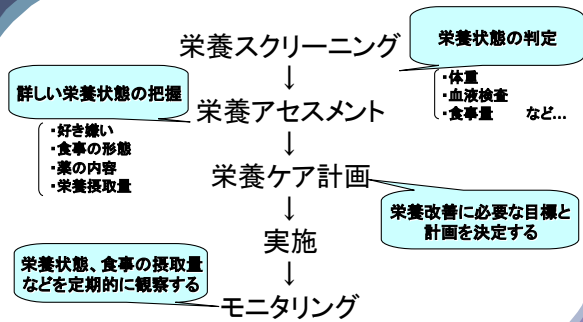 栄養スクリーニング
栄養状態の判定
・体重
・血液検査
・食事量　など…
↓
詳しい栄養状態の把握
栄養アセスメント
・好き嫌い
・食事の形態
・薬の内容
・栄養摂取量
↓
栄養ケア計画
栄養改善に必要な目標と
計画を決定する
↓
実施
↓
栄養状態、食事の摂取量
などを定期的に観察する
モニタリング